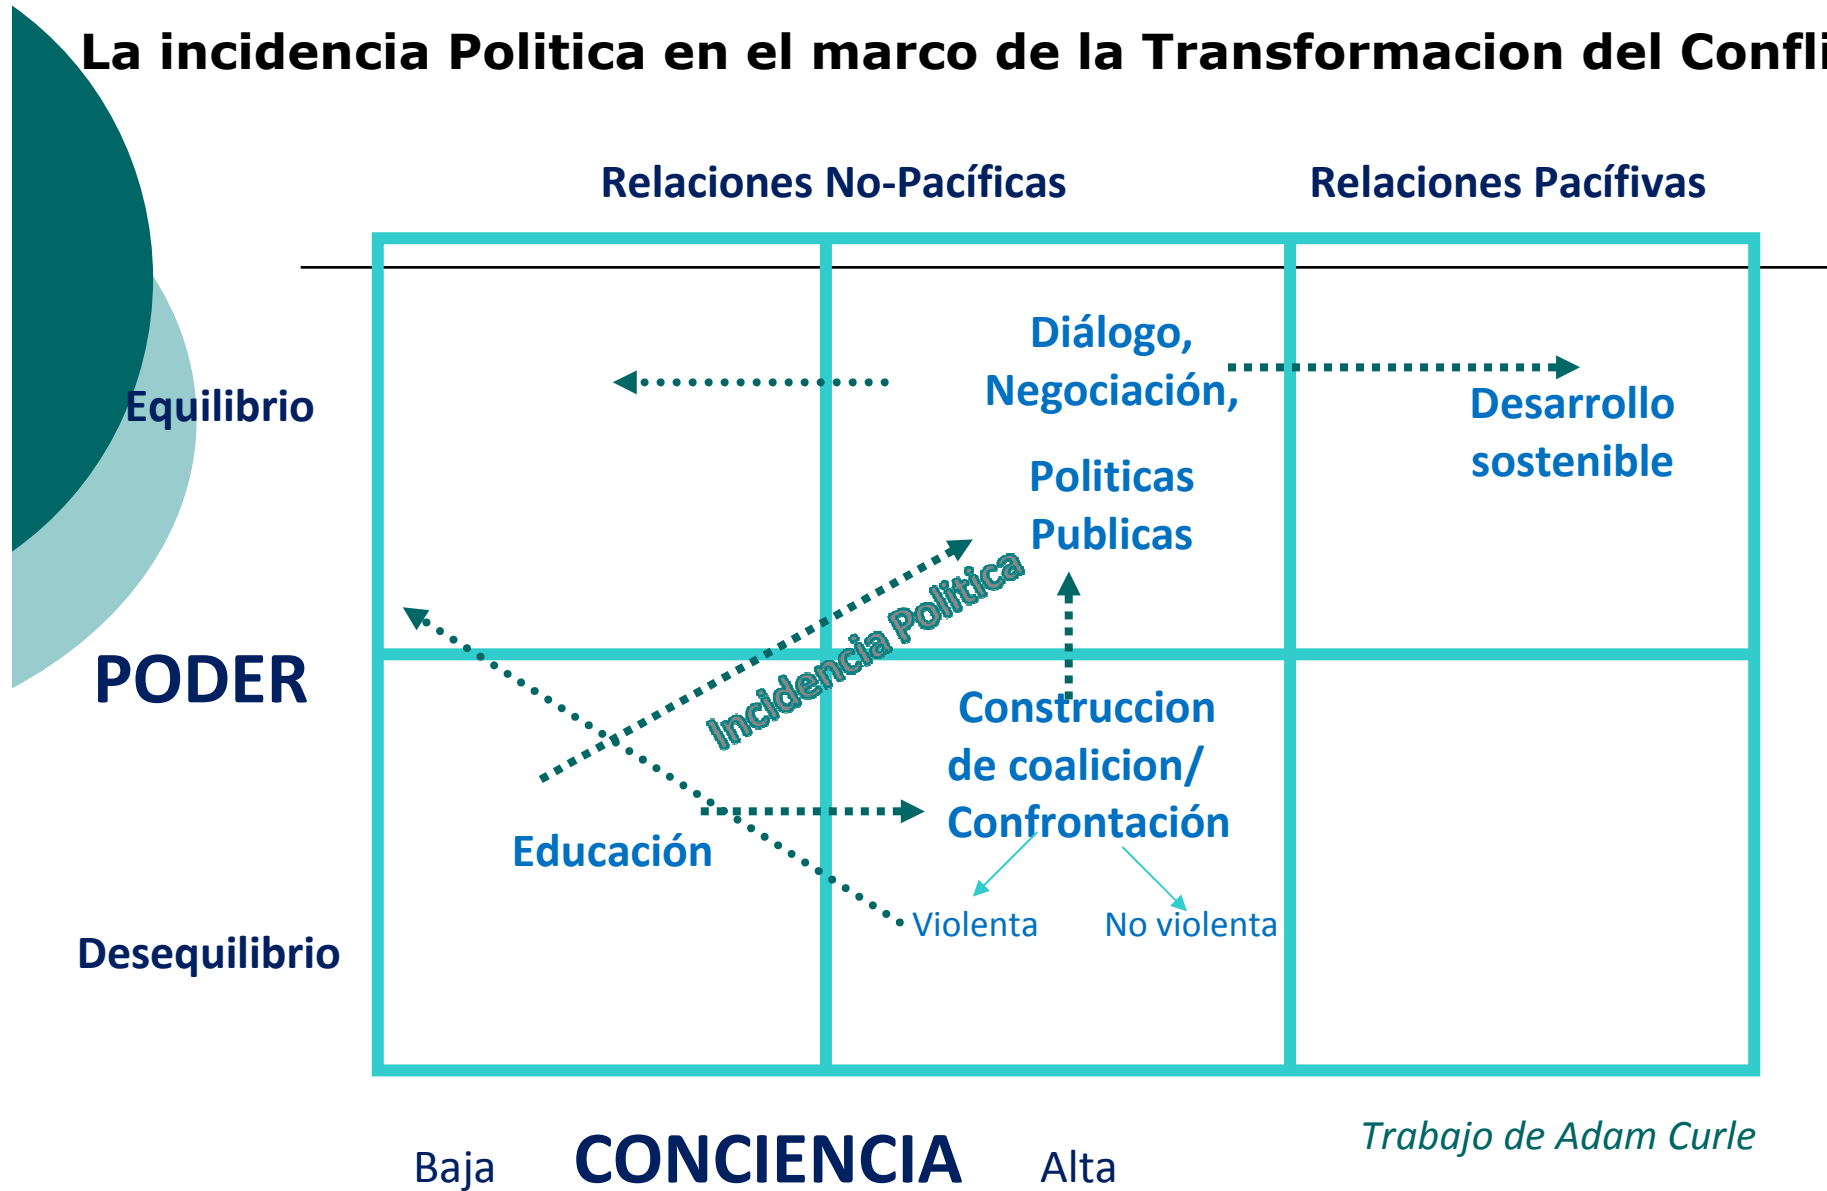 La incidencia Politica en el marco de la Transformacion del Confli
Relaciones No-Pacíficas
Relaciones Pacífivas
Equilibrio
Diálogo,
Negociación,
Politicas
Publicas
Desarrollo
sostenible
Incidencia Politica
PODER
Construccion
de coalicion/
Confrontación
Educación
Violenta
No violenta
Desequilibrio
Baja
CONCIENCIA
Alta
Trabajo de Adam Curle